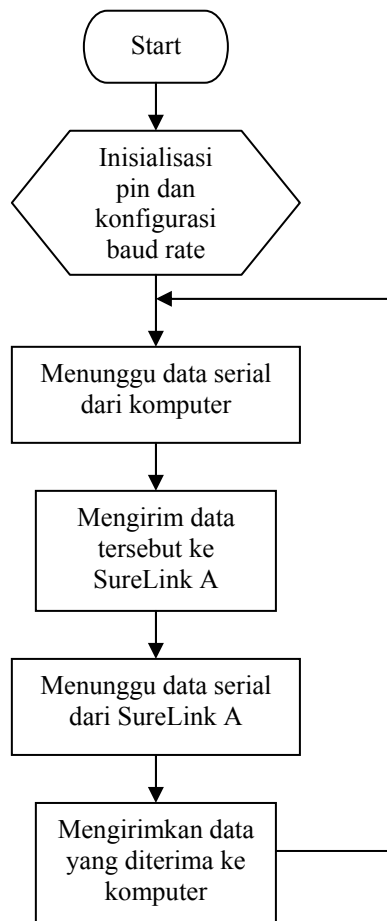 Start
Inisialisasi
pin dan
konfigurasi
baud rate
Menunggu data serial
dari komputer
Mengirim data
tersebut ke
SureLink A
Menunggu data serial
dari SureLink A
Mengirimkan data
yang diterima ke
komputer